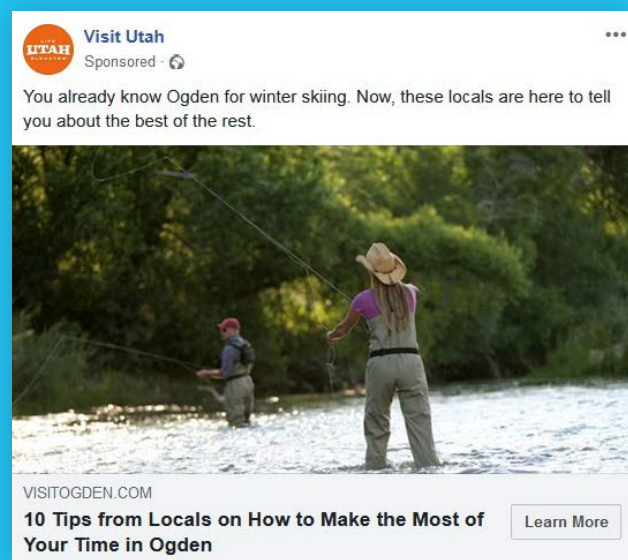 LIFE
UTAH
ELEVATED
Visit Utah
Sponsored ·
You already know Ogden for winter skiing. Now, these locals are here to tell
you about the best of the rest.
VISITOGDEN.COM
10 Tips from Locals on How to Make the Most of
Your Time in Ogden
Learn More